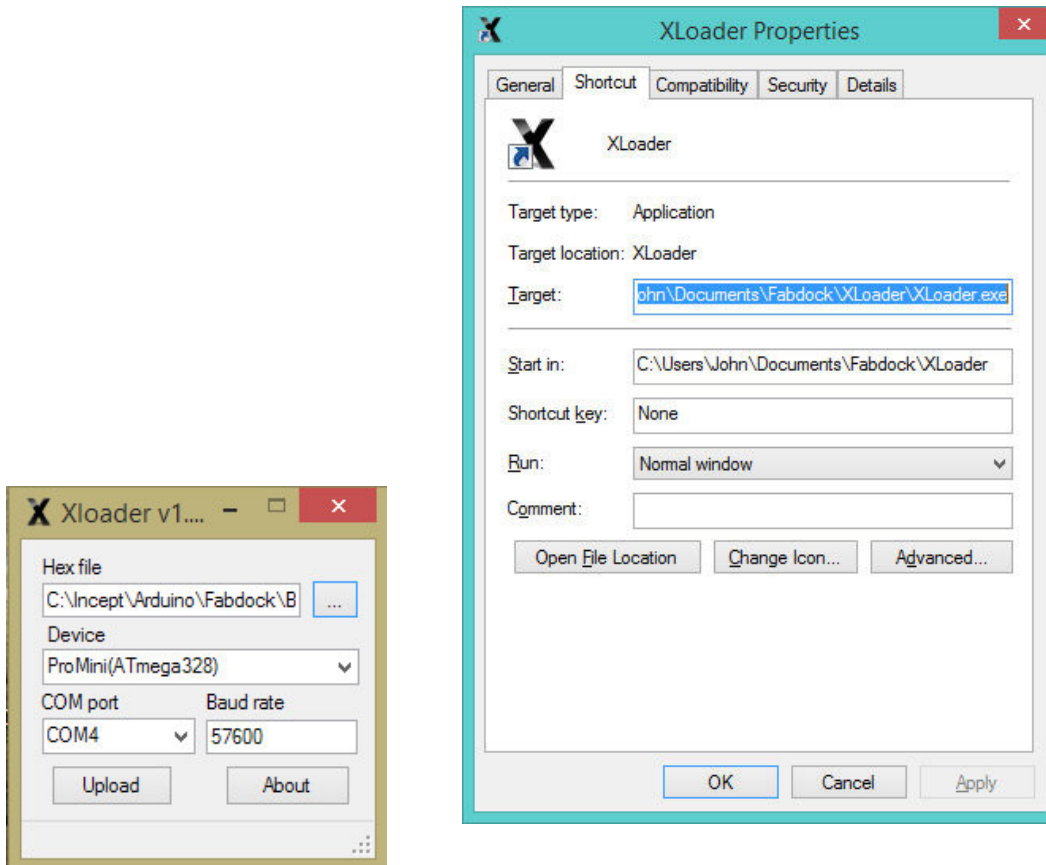 XLoader Properties
General Shortcut Compatibility Security Details
XLoader
Target type: Application
Target location: XLoader
Target: ohn\Documents\Fabdock\XLoader\XLoader.exe
Start in: C:\Users\John\Documents\Fabdock\XLoader
Shortcut key: None
Run: Normal window
Comment:
Open File Location Change Icon... Advanced...
OK Cancel Apply
Xloader v1....
Hex file
C:\Incept\Arduino\Fabdock\B ...
Device
ProMini(ATmega328)
COM port Baud rate
COM4 57600
Upload About